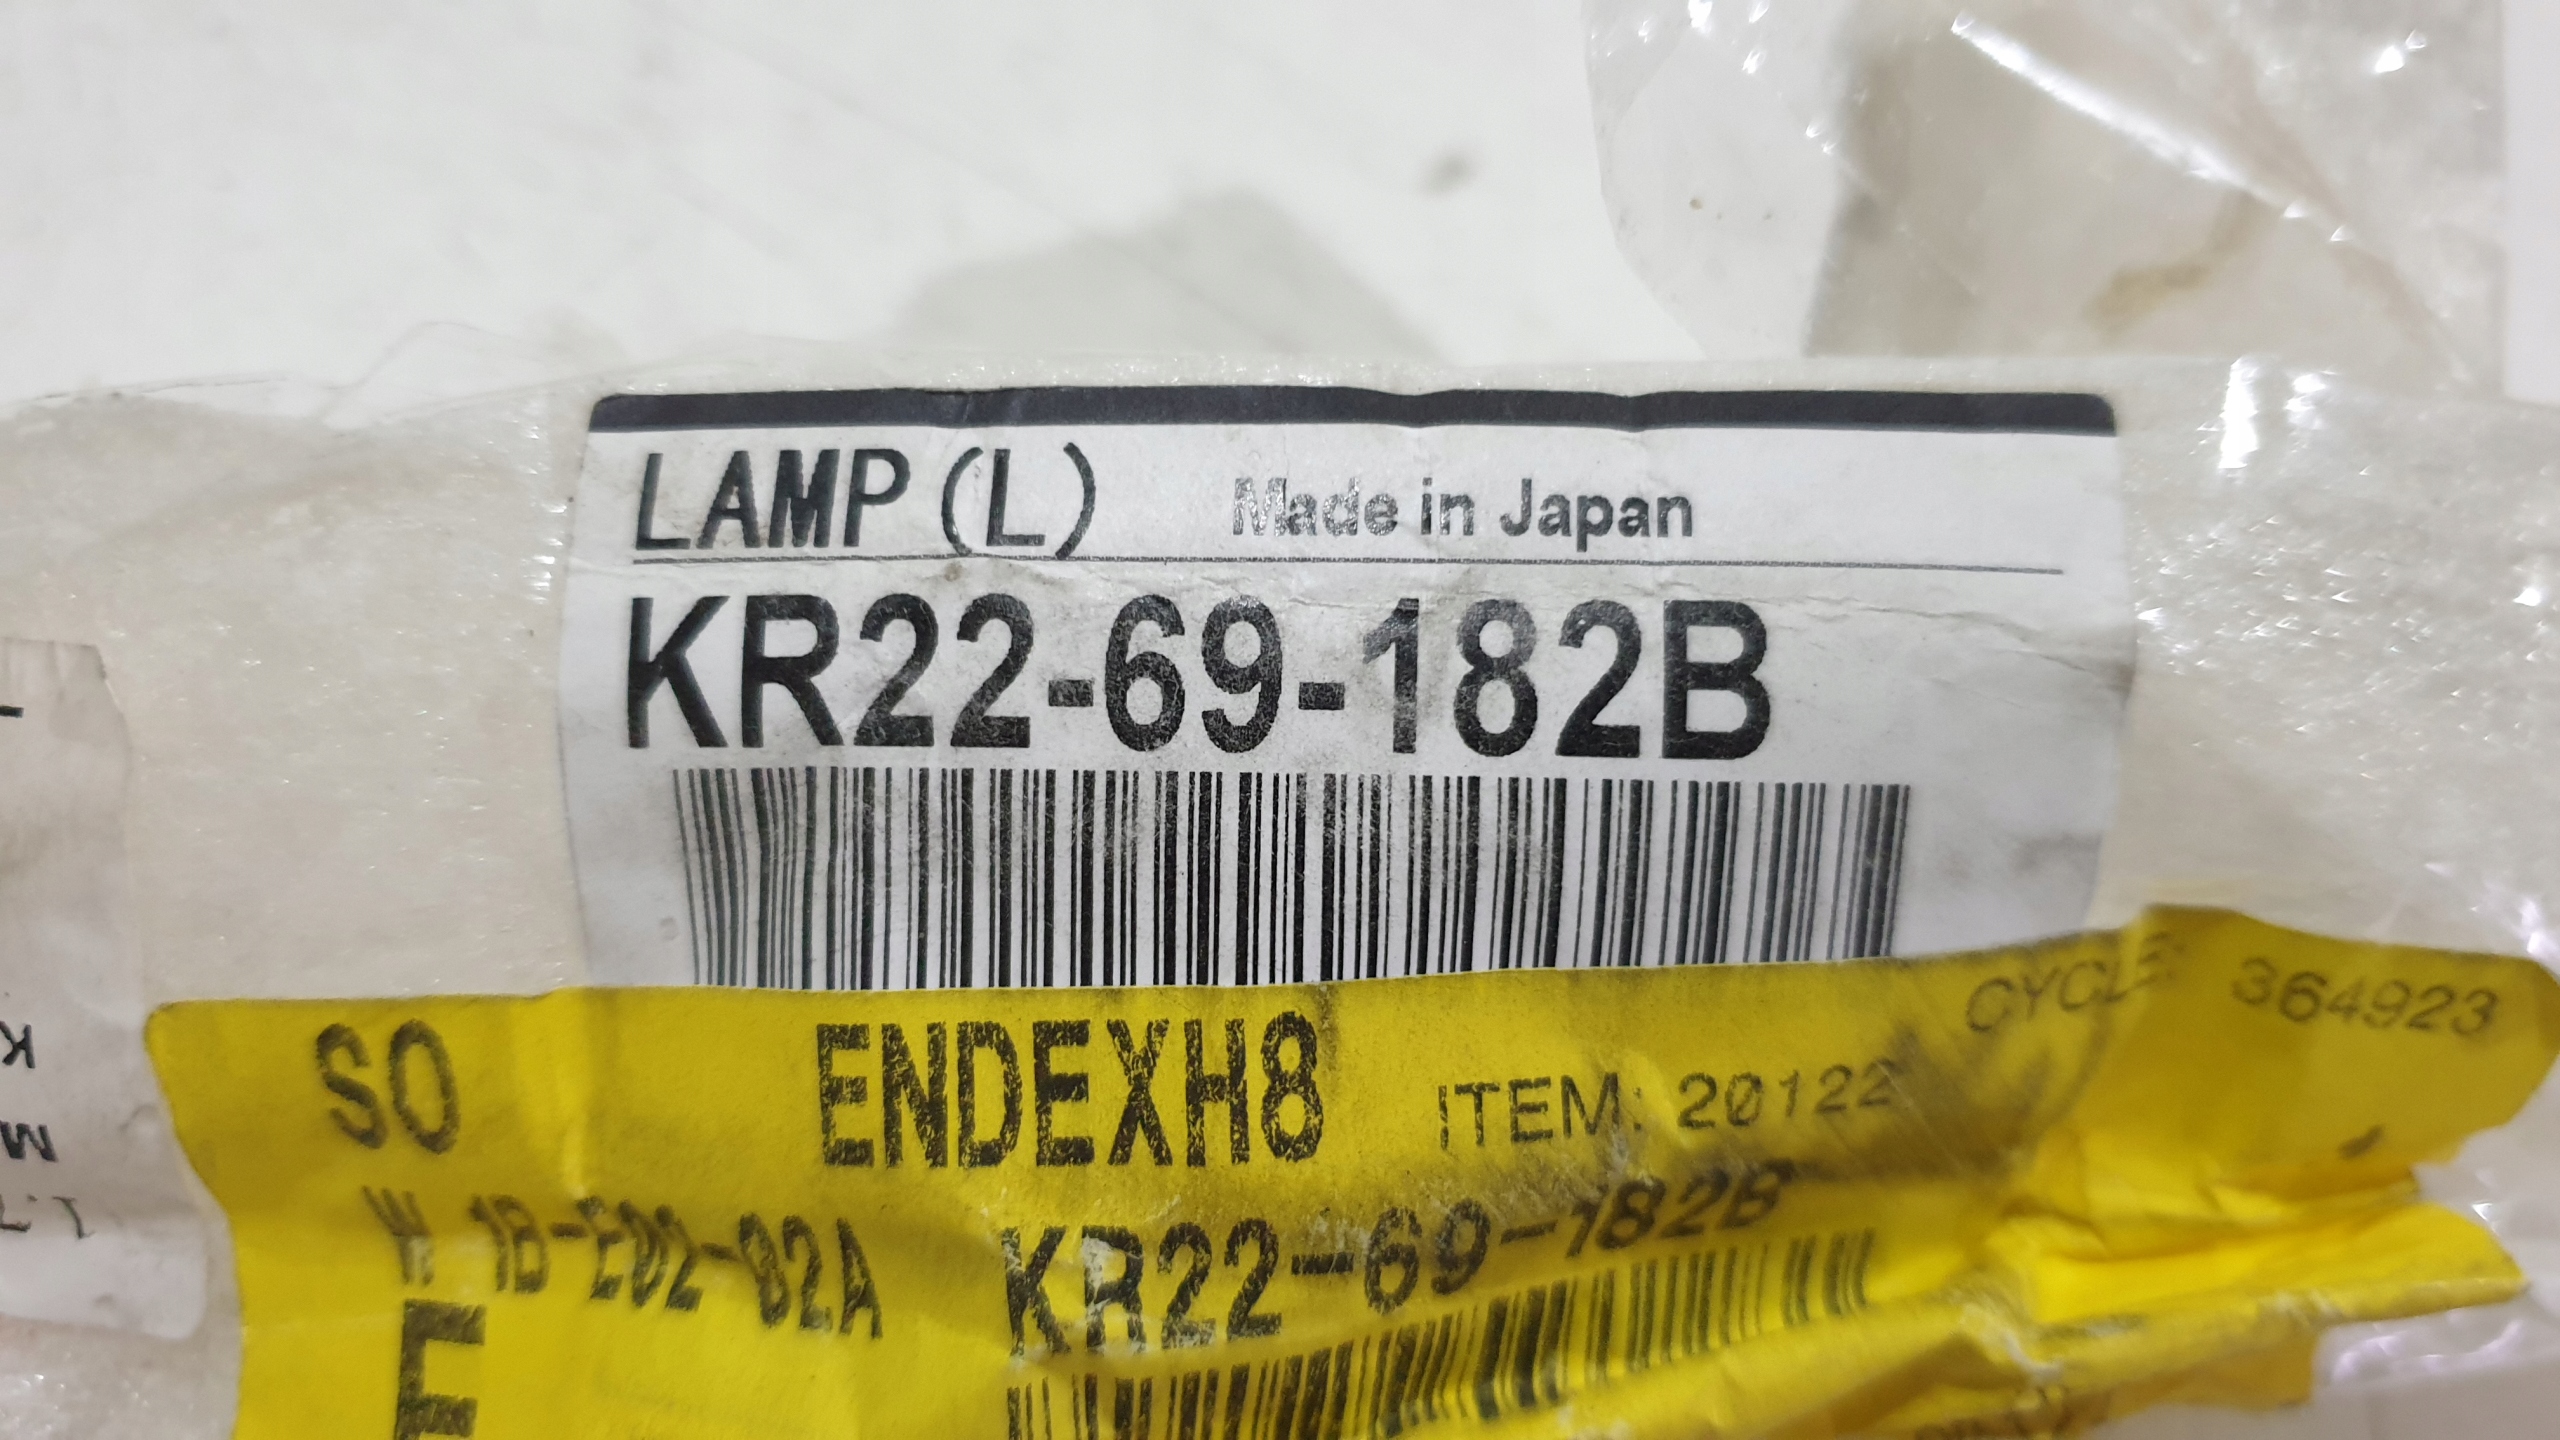 LAMP (L) Made in Japan
KR22-69-182B
CYCLE: 364923
SO ENDEXH8 ITEM: 20122
W 1B-E02-02A KR22-69-182B
E